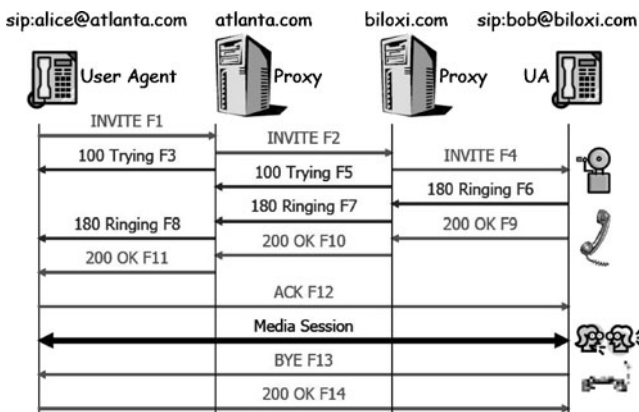 sip:alice@atlanta.com atlanta.com biloxi.com sip:bob@biloxi.com
User Agent Proxy Proxy UA
INVITE F1
INVITE F2
100 Trying F3 INVITE F4
100 Trying F5
180 Ringing F6
180 Ringing F7
180 Ringing F8 200 OK F9
200 OK F10
200 OK F11
ACK F12
Media Session
BYE F13
200 OK F14